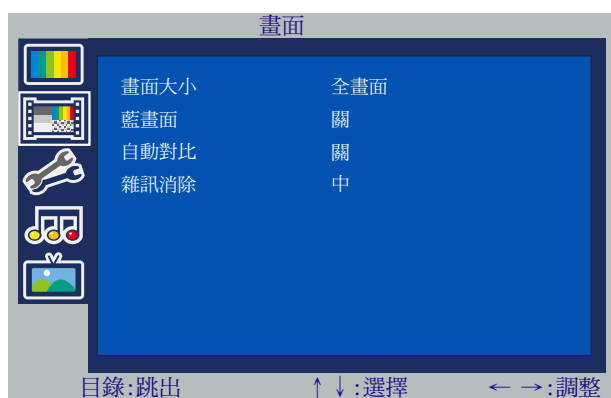 畫面
畫面大小 全畫面
藍畫面 關
自動對比 關
雜訊消除 中
目錄:跳出 ↑↓:選擇 ←→:調整